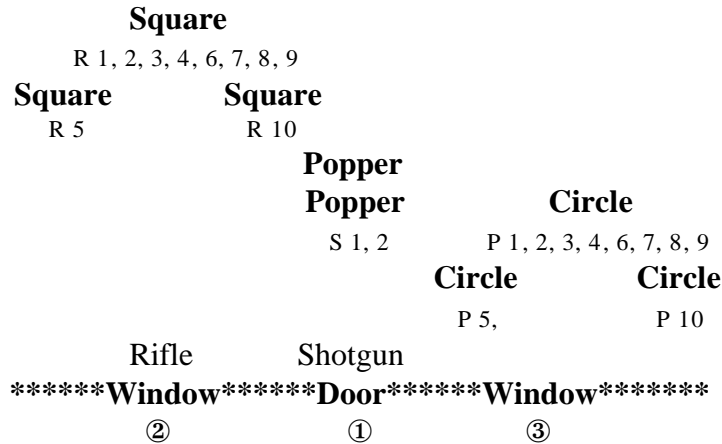 Square
R 1, 2, 3, 4, 6, 7, 8, 9
Square Square
R 5 R 10
Popper
Popper Circle
S 1, 2 P 1, 2, 3, 4, 6, 7, 8, 9
Circle Circle
P 5, P 10
Rifle Shotgun
******Window******Door******Window*******
② ① ③